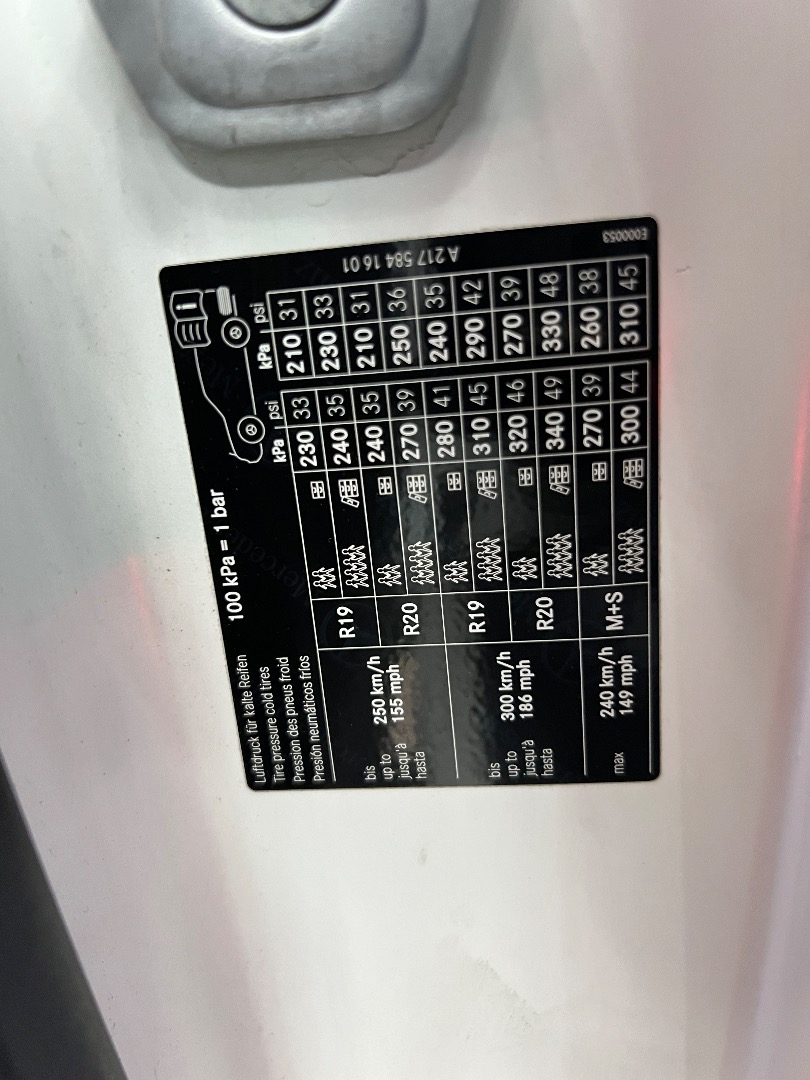 Luftdruck für kalte Reifen
Tire pressure cold tires
Pression des pneus froid
Presión neumáticos fríos
100 kPa = 1 bar
kPa psi kPa psi
bis
up to
jusqu'à
hasta
250 km/h
155 mph
R19
230 33 210 31
240 35 230 33
R20
240 35 210 31
270 39 250 36
bis
up to
jusqu'à
hasta
300 km/h
186 mph
R19
280 41 240 35
310 45 290 42
R20
320 46 270 39
340 49 330 48
max
240 km/h
149 mph
M+S
270 39 260 38
300 44 310 45
A 217 584 16 01
E000053